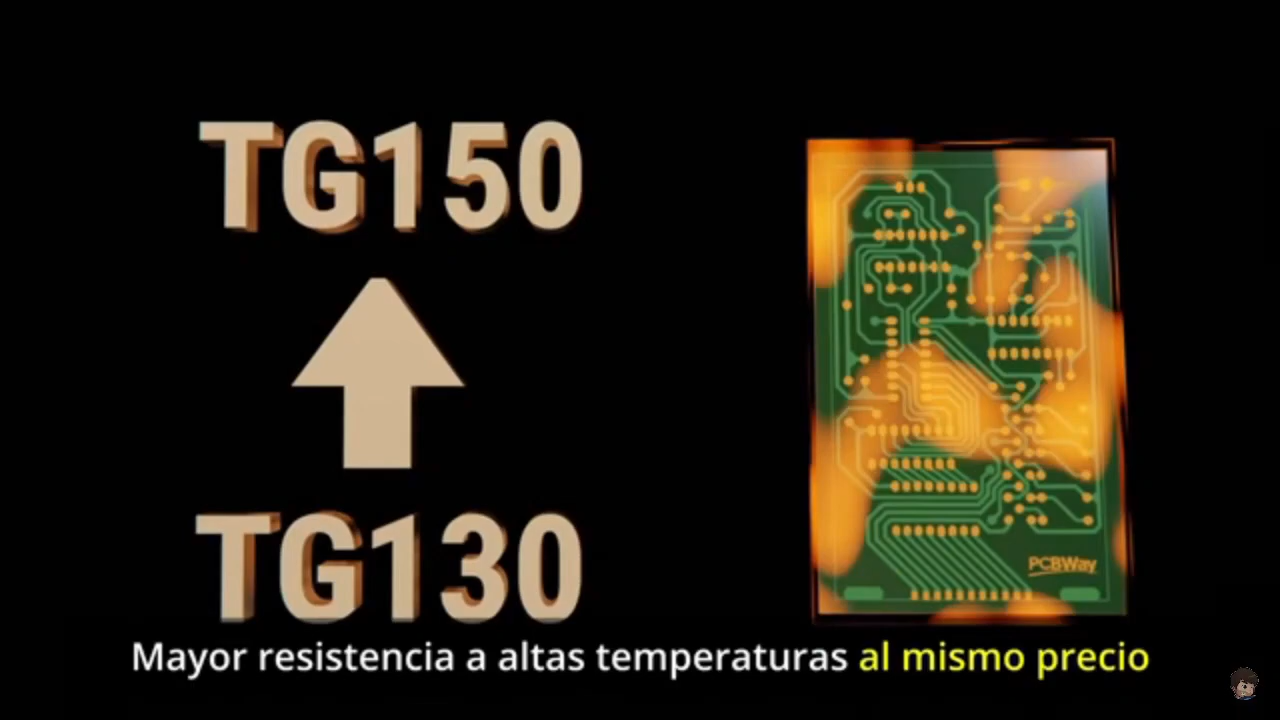 TG150
TG130
PCBWay
Mayor resistencia a altas temperaturas al mismo precio